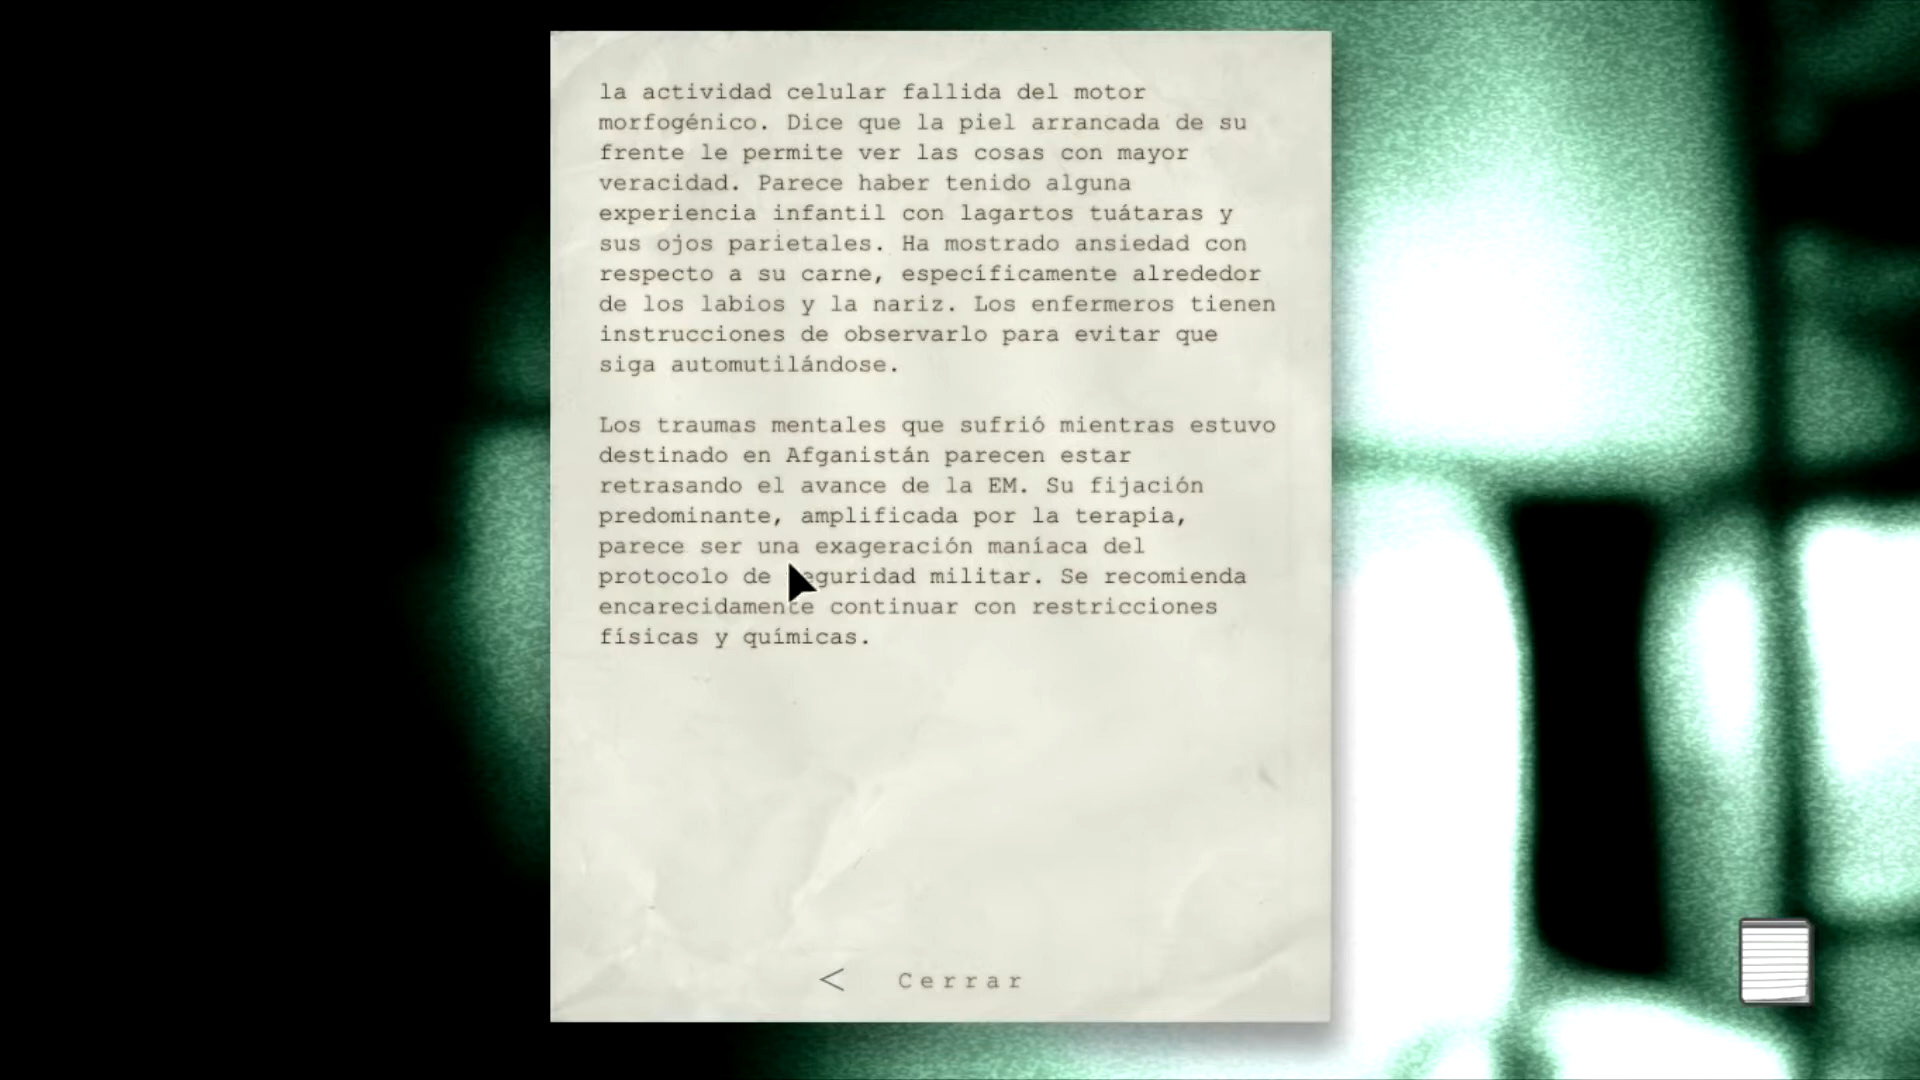 la actividad celular fallida del motor
morfogénico. Dice que la piel arrancada de su
frente le permite ver las cosas con mayor
veracidad. Parece haber tenido alguna
experiencia infantil con lagartos tuátaras y
sus ojos parietales. Ha mostrado ansiedad con
respecto a su carne, específicamente alrededor
de los labios y la nariz. Los enfermeros tienen
instrucciones de observarlo para evitar que
siga automutilándose.
Los traumas mentales que sufrió mientras estuvo
destinado en Afganistán parecen estar
retrasando el avance de la EM. Su fijación
predominante, amplificada por la terapia,
parece ser una exageración maníaca del
protocolo de seguridad militar. Se recomienda
encarecidamente continuar con restricciones
físicas y químicas.
< Cerrar